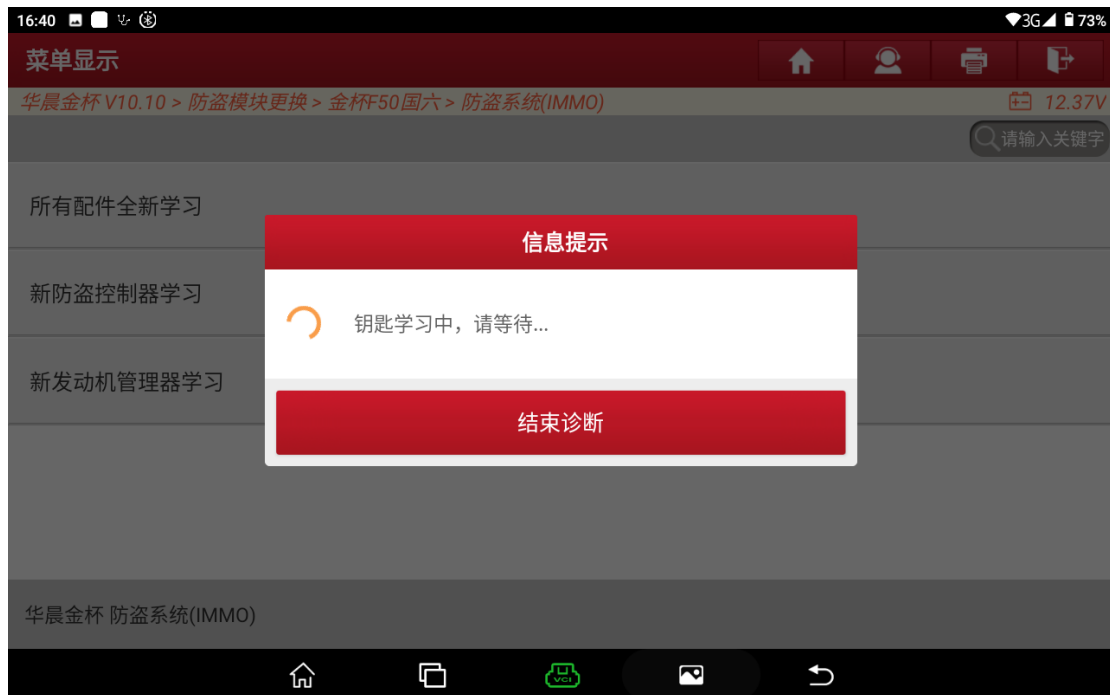 16:40 3G 73%
菜单显示
华晨金杯 V10.10 > 防盗模块更换 > 金杯F50国六 > 防盗系统(IMMO) 12.37V
请输入关键字
所有配件全新学习
信息提示
新防盗控制器学习
钥匙学习中，请等待...
新发动机管理器学习
结束诊断
华晨金杯 防盗系统(IMMO)
VCI